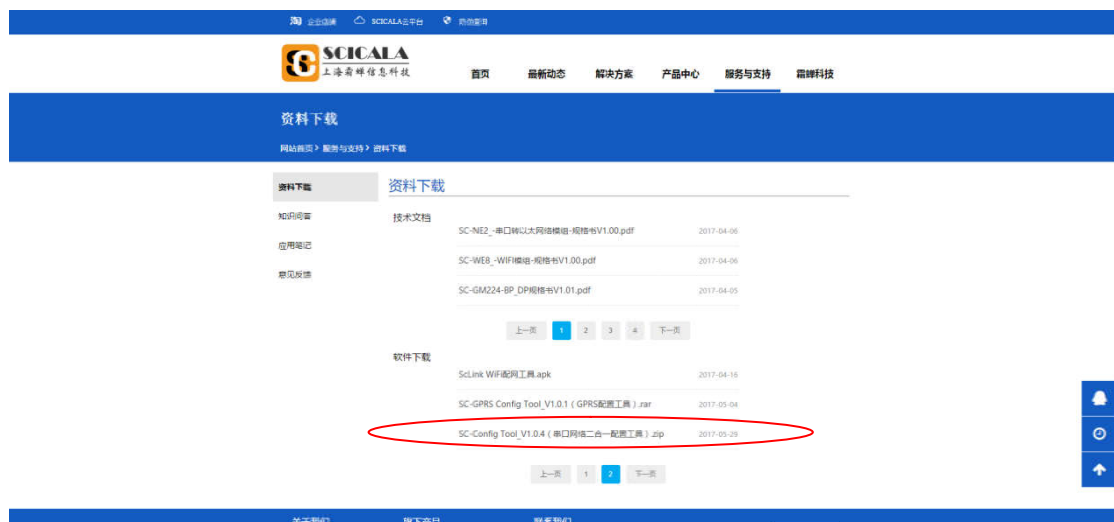 企业店铺 SCICALA云平台 防伪查询
SCICALA
上海霜蝉信息科技
首页 最新动态 解决方案 产品中心 服务与支持 霜蝉科技
资料下载
网站首页 > 服务与支持 > 资料下载
资料下载
知识问答
应用笔记
意见反馈
资料下载
技术文档
SC-NE2_-串口转以太网络模组-规格书V1.00.pdf 2017-04-06
SC-WE8_-WIFI模组-规格书V1.00.pdf 2017-04-06
SC-GM224-BP_DP规格书V1.01.pdf 2017-04-05
上一页 1 2 3 4 下一页
软件下载
ScLink WiFi配网工具.apk 2017-04-16
SC-GPRS Config Tool_V1.0.1 ( GPRS配置工具 ) .rar 2017-05-04
SC-Config Tool_V1.0.4 ( 串口网络二合一配置工具 ) .zip 2017-05-29
上一页 1 2 下一页
关于我们 旗下产品 联系我们